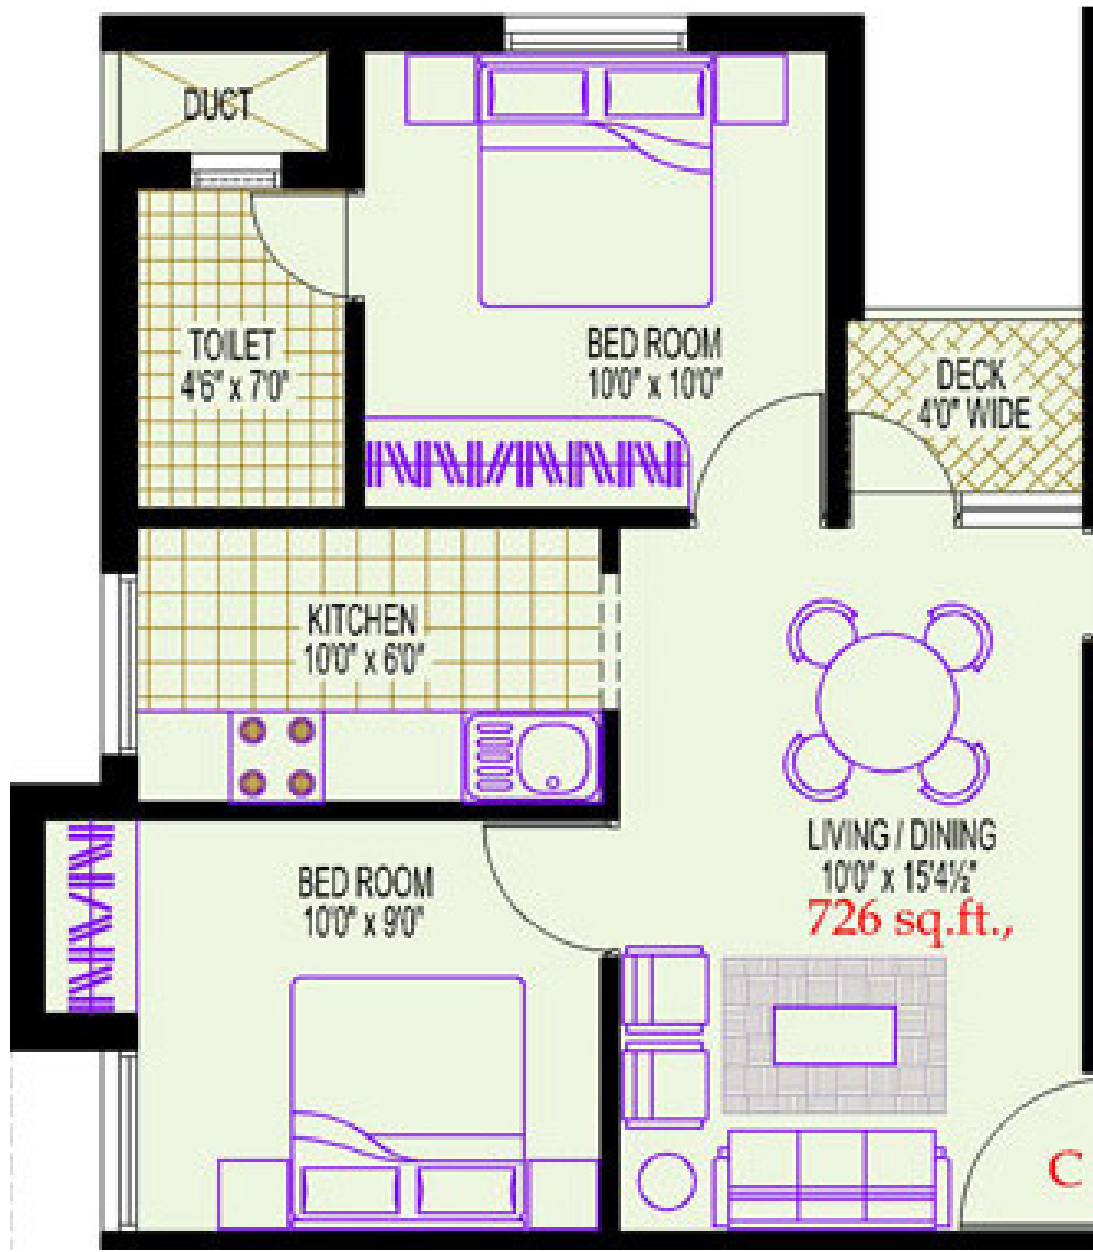 DUCT
TOILET
4'6" x 7'0"
BED ROOM
10'0" x 10'0"
DECK
4'0" WIDE
KITCHEN
10'0" x 6'0"
BED ROOM
10'0" x 9'0"
LIVING / DINING
10'0" x 15'4½"
726 sq.ft.,
C